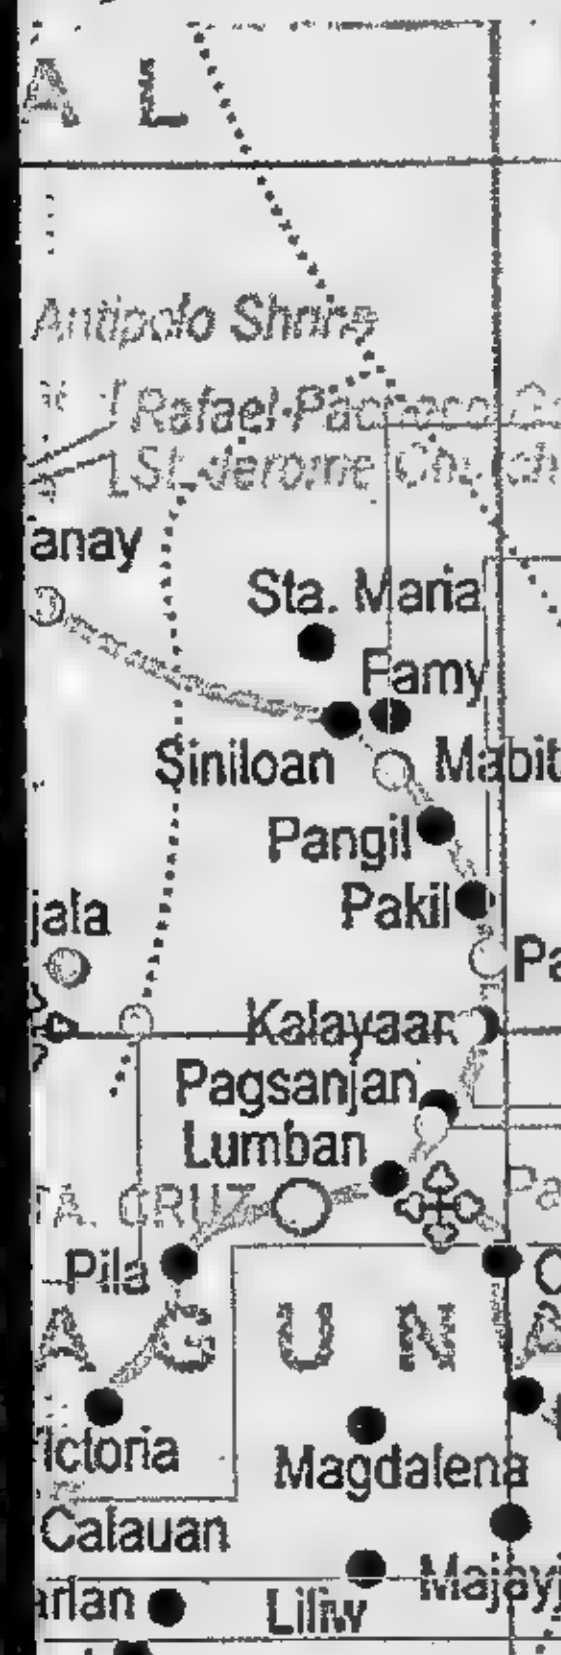 A L
Antipolo Shrine
Rafael Pacheco
St. Jerome Church
anay
Sta. Maria
Famy
Siniloan
Mabit
Pangil
Pakil
jala
Pa
Kalayaan
Pagsanjan
Lumban
TA. CRUZ
Pa
Pila
A G U N A
ictoria
Magdalena
Calauan
Majayj
arlan
Liliw